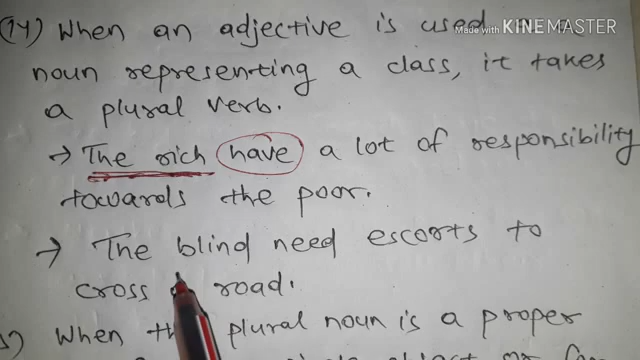 (14) When an adjective is used
Made with KINEMASTER
noun representing a class, it takes
a plural verb.
→ The rich have a lot of responsibility
towards the poor.
→ The blind need escorts to
cross road.
When the plural noun is a proper